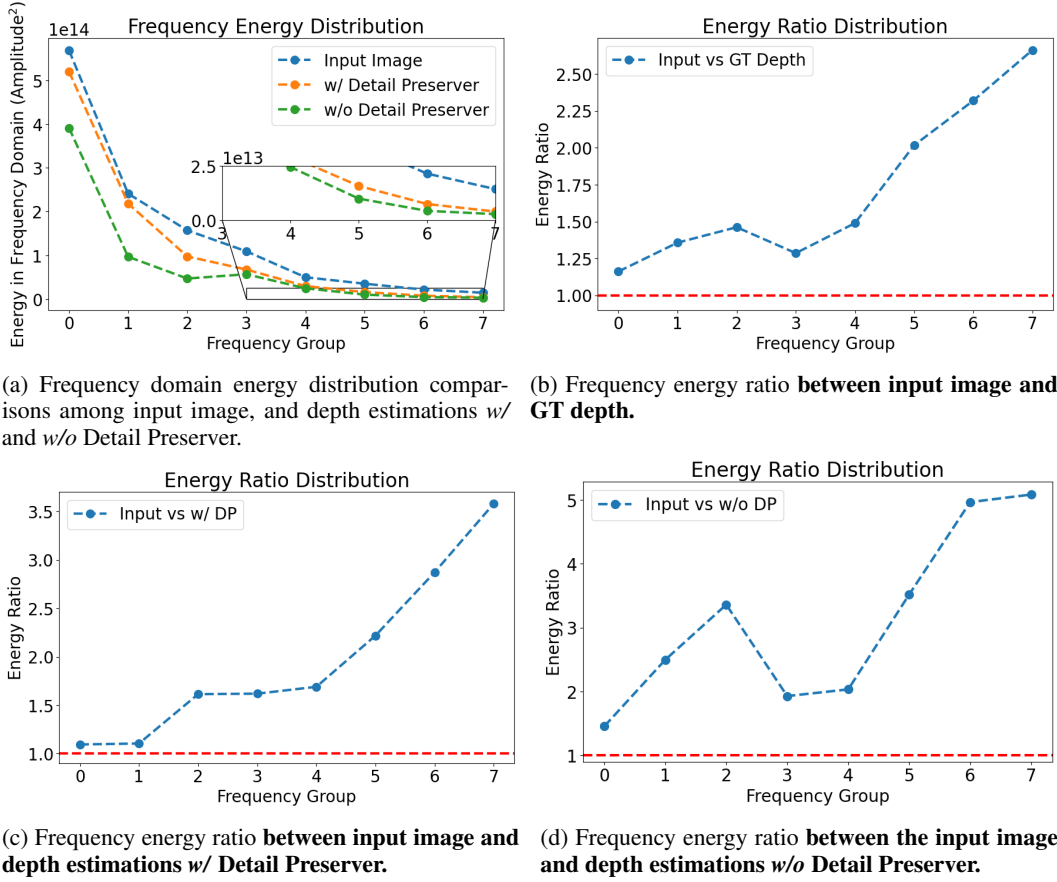 Frequency Energy Distribution
1e14
Energy in Frequency Domain (Amplitude²)
5
4
3
2
1
0
Input Image
w/ Detail Preserver
w/o Detail Preserver
1e13
2.5
0.0
3 4 5 6 7
0 1 2 3 4 5 6 7
Frequency Group
(a) Frequency domain energy distribution compar-
isons among input image, and depth estimations w/
and w/o Detail Preserver.
Energy Ratio Distribution
Energy Ratio
2.50
2.25
2.00
1.75
1.50
1.25
1.00
Input vs GT Depth
0 1 2 3 4 5 6 7
Frequency Group
(b) Frequency energy ratio between input image and
GT depth.
Energy Ratio Distribution
Energy Ratio
3.5
3.0
2.5
2.0
1.5
1.0
Input vs w/ DP
0 1 2 3 4 5 6 7
Frequency Group
(c) Frequency energy ratio between input image and
depth estimations w/ Detail Preserver.
Energy Ratio Distribution
Energy Ratio
5
4
3
2
1
Input vs w/o DP
0 1 2 3 4 5 6 7
Frequency Group
(d) Frequency energy ratio between the input image
and depth estimations w/o Detail Preserver.